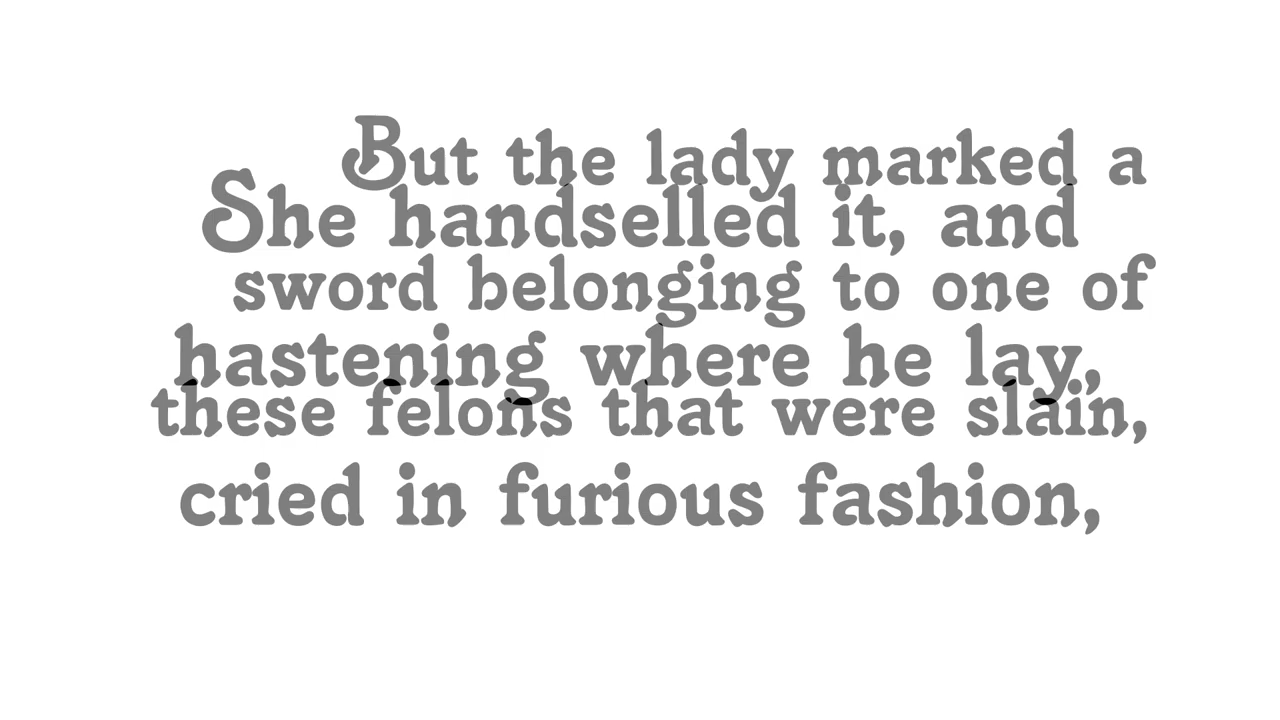 But the lady marked a
sword belonging to one of
these felons that were slain,
She handselled it, and
hastening where he lay,
cried in furious fashion,